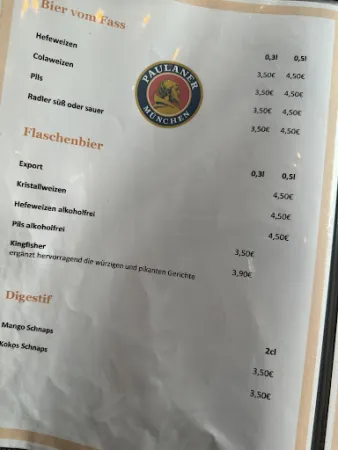 Bier vom Fass
0,3l 0,5l
Hefeweizen 3,50€ 4,50€
Colaweizen 3,50€ 4,50€
Pils 3,50€ 4,50€
Radler süß oder sauer 3,50€ 4,50€
PAULANER
MÜNCHEN
Flaschenbier
0,3l 0,5l
Export 4,50€
Kristallweizen 4,50€
Hefeweizen alkoholfrei 4,50€
Pils alkoholfrei 3,50€
Kingfisher 3,90€
ergänzt hervorragend die würzigen und pikanten Gerichte
Digestif
2cl
Mango Schnaps 3,50€
Kokos Schnaps 3,50€